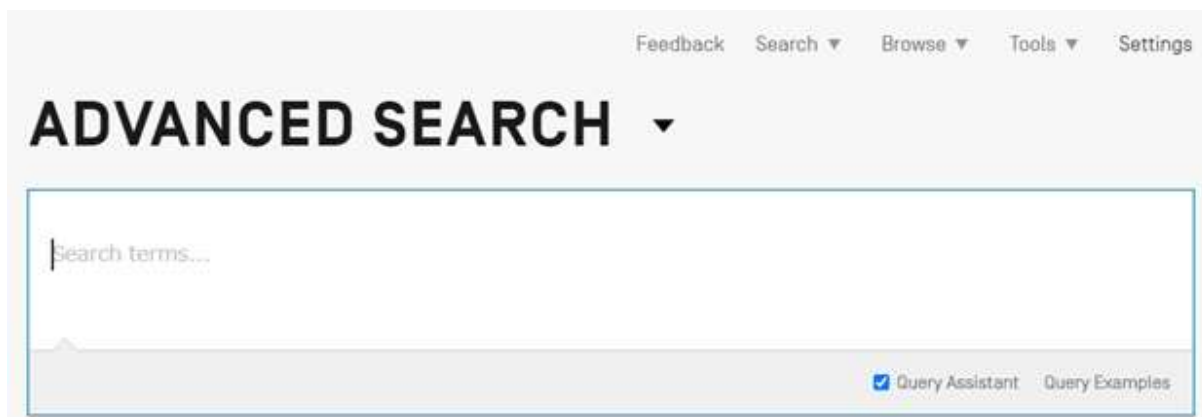 Feedback Search ▼ Browse ▼ Tools ▼ Settings
ADVANCED SEARCH ▼
Search terms...
Query Assistant Query Examples